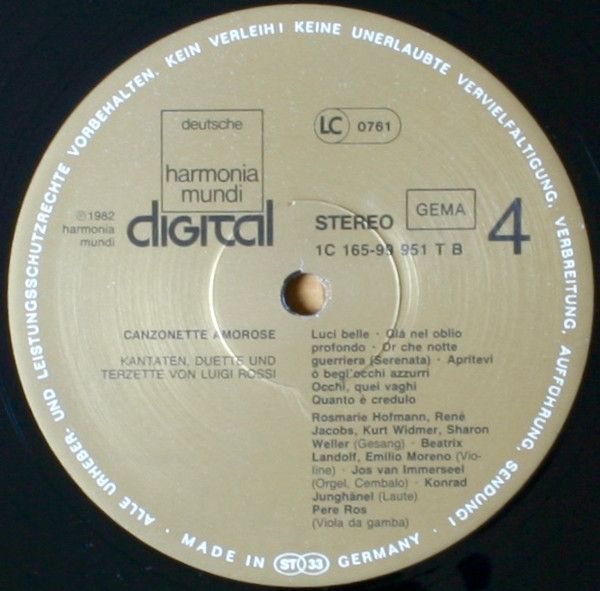 ALLE URHEBER- UND LEISTUNGSSCHUTZRECHTE VORBEHALTEN. KEIN VERLEIH! KEINE UNERLAUBTE VERVIELFÄLTIGUNG, VERBREITUNG, AUFFÜHRUNG, SENDUNG!
deutsche
harmonia
mundi
digital
LC 0761
℗ 1982
harmonia
mundi
STEREO
GEMA
4
1C 165-99 951 T B
CANZONETTE AMOROSE
KANTATEN, DUETTE UND
TERZETTE VON LUIGI ROSSI
Luci belle · Già nel oblio
profondo · Or che notte
guerriera (Serenata) · Apritevi
ò begl'occhi azzurri
Occhi, quei vaghi
Quanto è credulo
Rosmarie Hofmann, René
Jacobs, Kurt Widmer, Sharon
Weller (Gesang) · Beatrix
Landolf, Emilio Moreno (Vio-
line) · Jos van Immerseel
(Orgel, Cembalo) · Konrad
Junghänel (Laute)
Pere Ros
(Viola da gamba)
· MADE IN ST 33 GERMANY ·